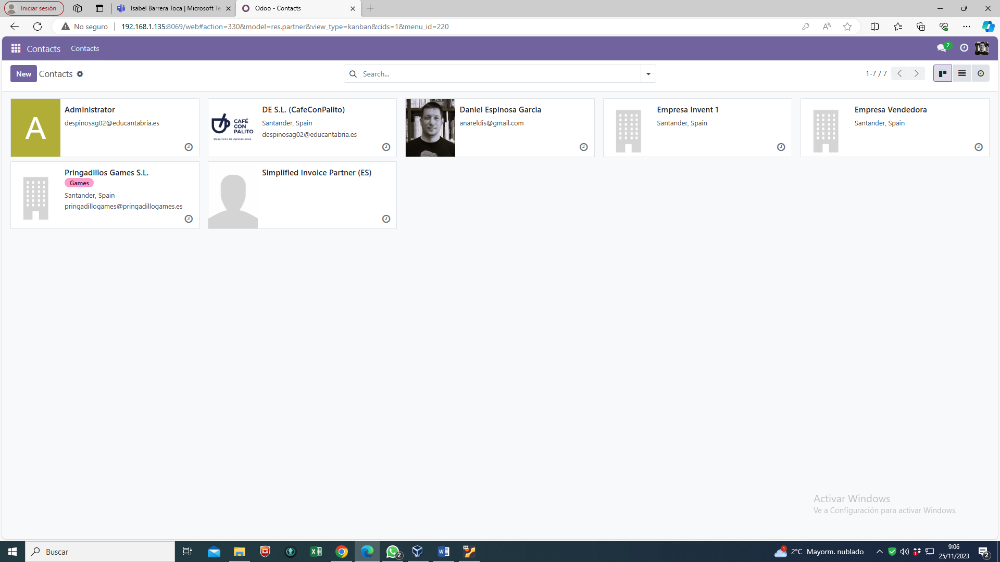 Iniciar sesión
Isabel Barrera Toca | Microsoft Te
Odoo - Contacts
No seguro
192.168.1.135:8069/web#action=330&model=res.partner&view_type=kanban&cids=1&menu_id=220
Contacts
Contacts
2
New
Contacts
Search...
1-7 / 7
A
Administrator
despinosag02@educantabria.es
CAFÉ
CON
PALITO
Desarrollo de Aplicaciones
DE S.L. (CafeConPalito)
Santander, Spain
despinosag02@educantabria.es
Daniel Espinosa Garcia
anareldis@gmail.com
Empresa Invent 1
Santander, Spain
Empresa Vendedora
Santander, Spain
Pringadillos Games S.L.
Games
Santander, Spain
pringadillogames@pringadillogames.es
Simplified Invoice Partner (ES)
Activar Windows
Ve a Configuración para activar Windows.
Buscar
2
64
1
2°C Mayorm. nublado
1
9:06
25/11/2023
2